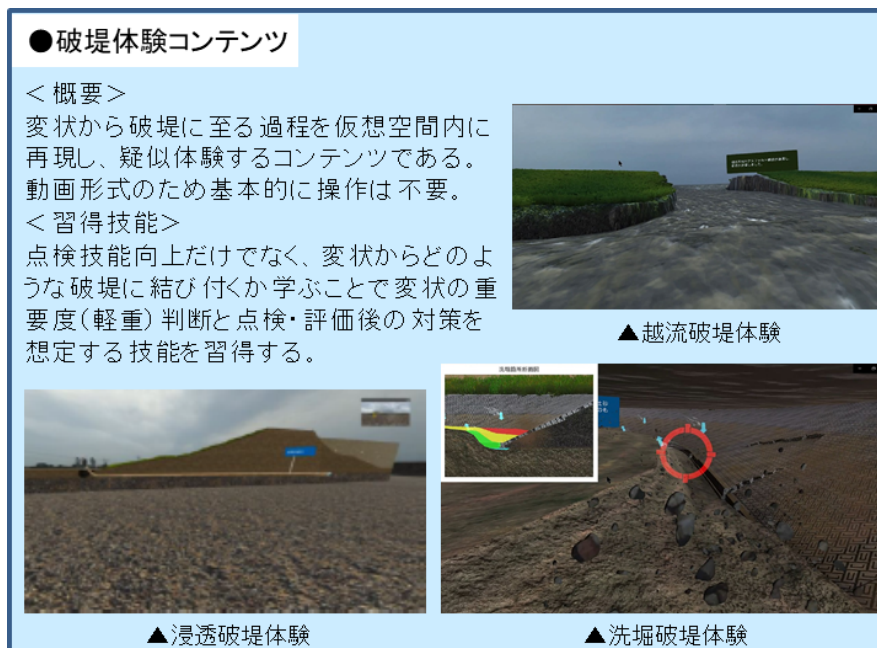 ●破堤体験コンテンツ
＜概要＞
変状から破堤に至る過程を仮想空間内に
再現し、疑似体験するコンテンツである。
動画形式のため基本的に操作は不要。
＜習得技能＞
点検技能向上だけでなく、変状からどのよ
うな破堤に結び付くか学ぶことで変状の重
要度(軽重)判断と点検・評価後の対策を
想定する技能を習得する。
▲越流破堤体験
▲浸透破堤体験
▲洗堀破堤体験